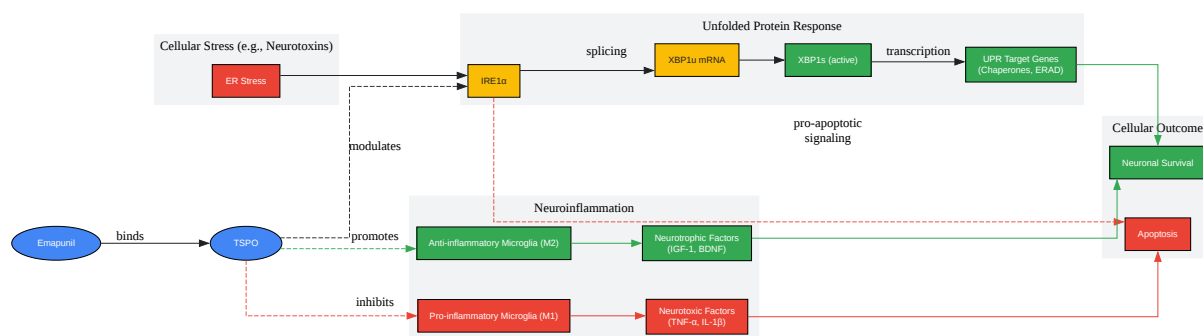 Unfolded Protein Response
Cellular Stress (e.g., Neurotoxins)
splicing
transcription
ER Stress
IRE1α
XBP1u mRNA
XBP1s (active)
UPR Target Genes
(Chaperones, ERAD)
pro-apoptotic
signaling
Cellular Outcome
modulates
Neuronal Survival
Neuroinflammation
Emapunil
binds
TSPO
promotes
Anti-inflammatory Microglia (M2)
Neurotrophic Factors
(IGF-1, BDNF)
Apoptosis
inhibits
Pro-inflammatory Microglia (M1)
Neurotoxic Factors
(TNF-α, IL-1β)